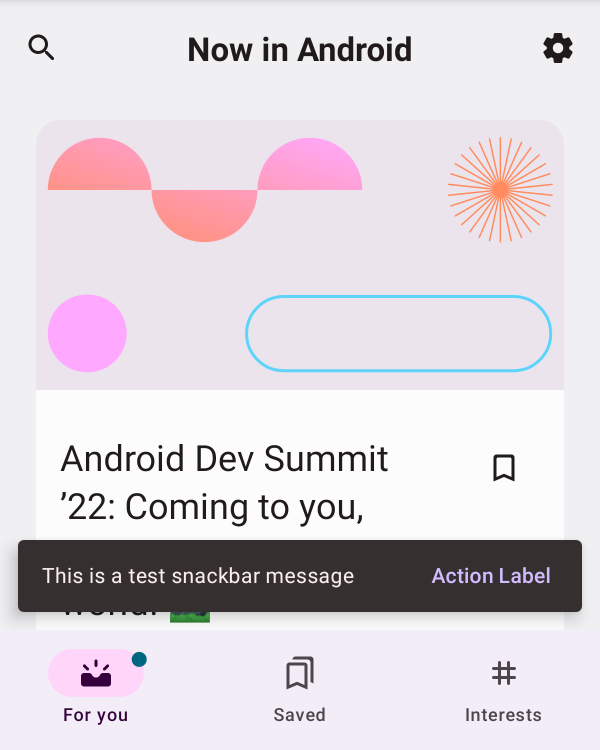 Now in Android
Android Dev Summit
’22: Coming to you,
This is a test snackbar message
Action Label
For you
Saved
Interests